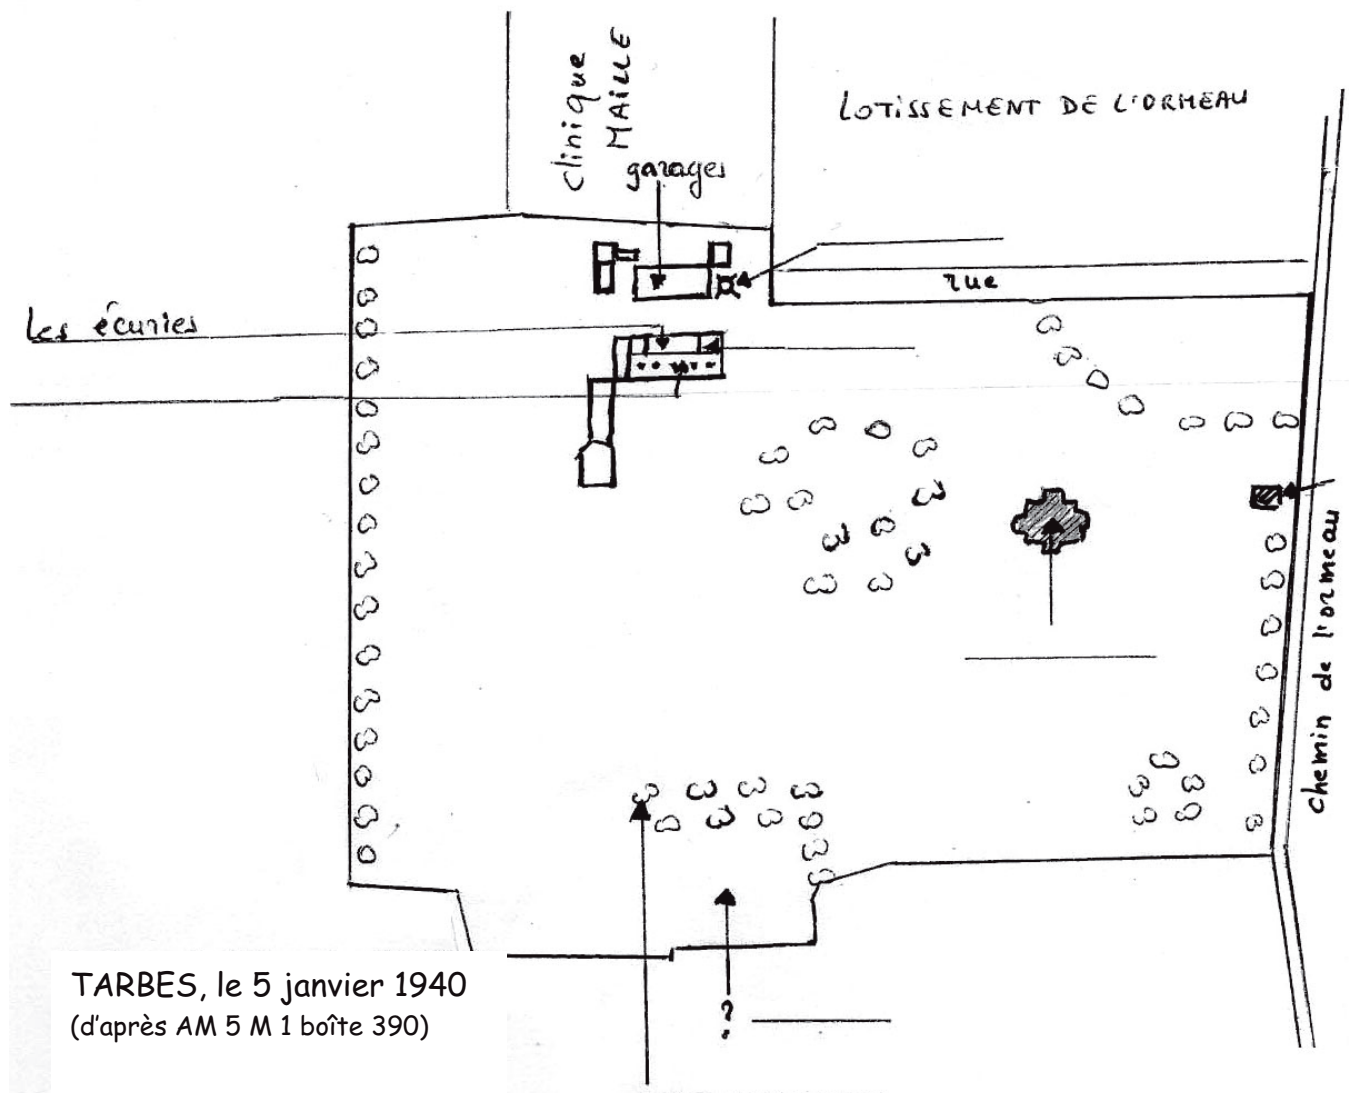 clinique
MAILLE
LOTISSEMENT DE L'ORMEAU
garages
rue
Les écuries
chemin de l'ormeau
?
TARBES, le 5 janvier 1940
(d'après AM 5 M 1 boîte 390)